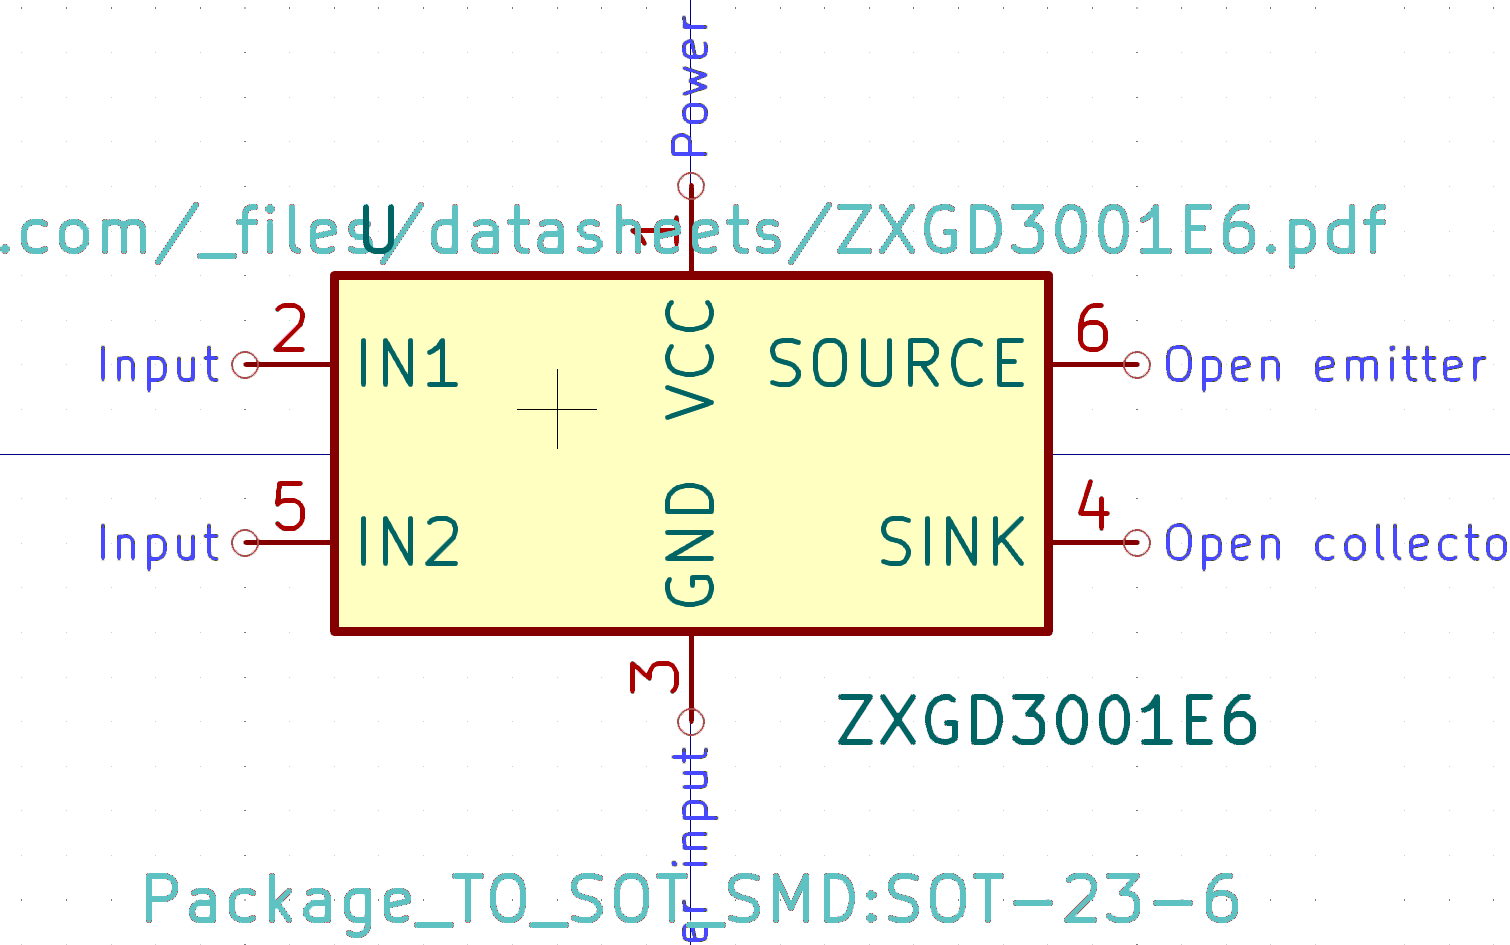 Power
.com/_files/datasheets/ZXGD3001E6.pdf
U
1
2
6
Input
IN1
VCC
SOURCE
Open emitter
5
4
Input
IN2
GND
SINK
Open collecto
3
ZXGD3001E6
er input
Package_TO_SOT_SMD:SOT-23-6